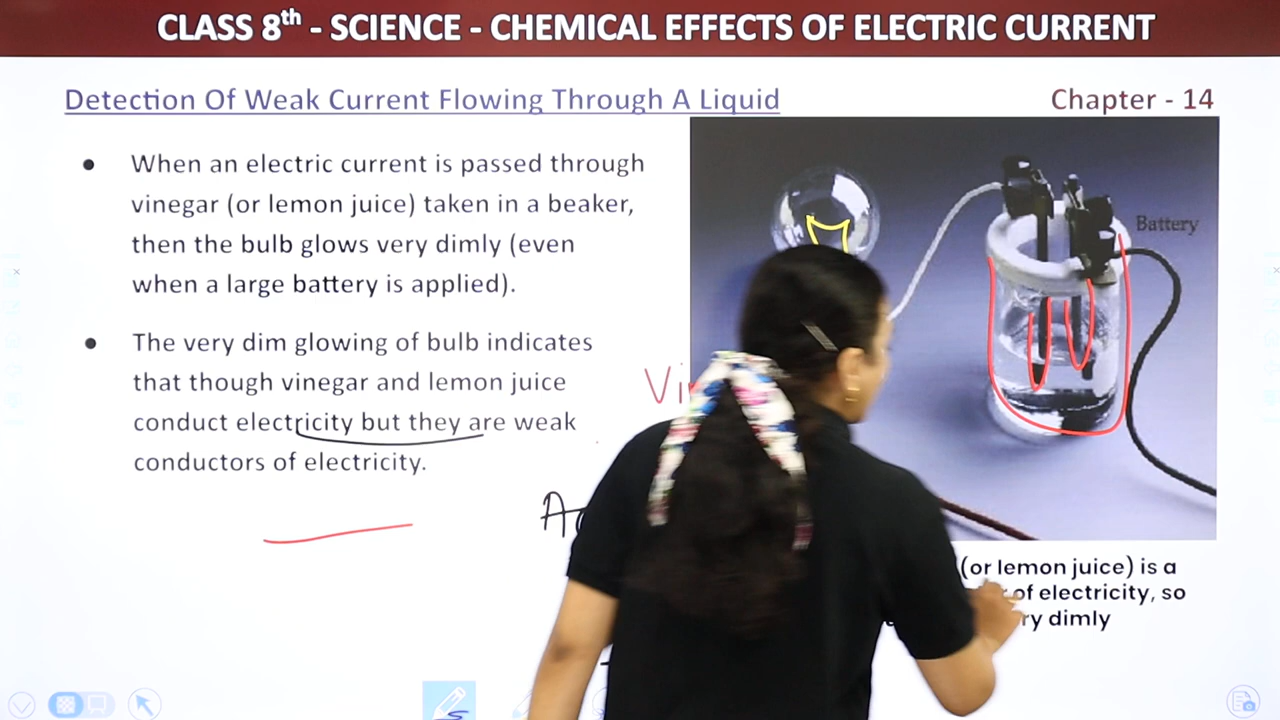 CLASS 8th - SCIENCE - CHEMICAL EFFECTS OF ELECTRIC CURRENT
Detection Of Weak Current Flowing Through A Liquid
Chapter - 14
● When an electric current is passed through
vinegar (or lemon juice) taken in a beaker,
then the bulb glows very dimly (even
when a large battery is applied).
● The very dim glowing of bulb indicates
that though vinegar and lemon juice
conduct electricity but they are weak
conductors of electricity.
Battery
(or lemon juice) is a
of electricity, so
dimly